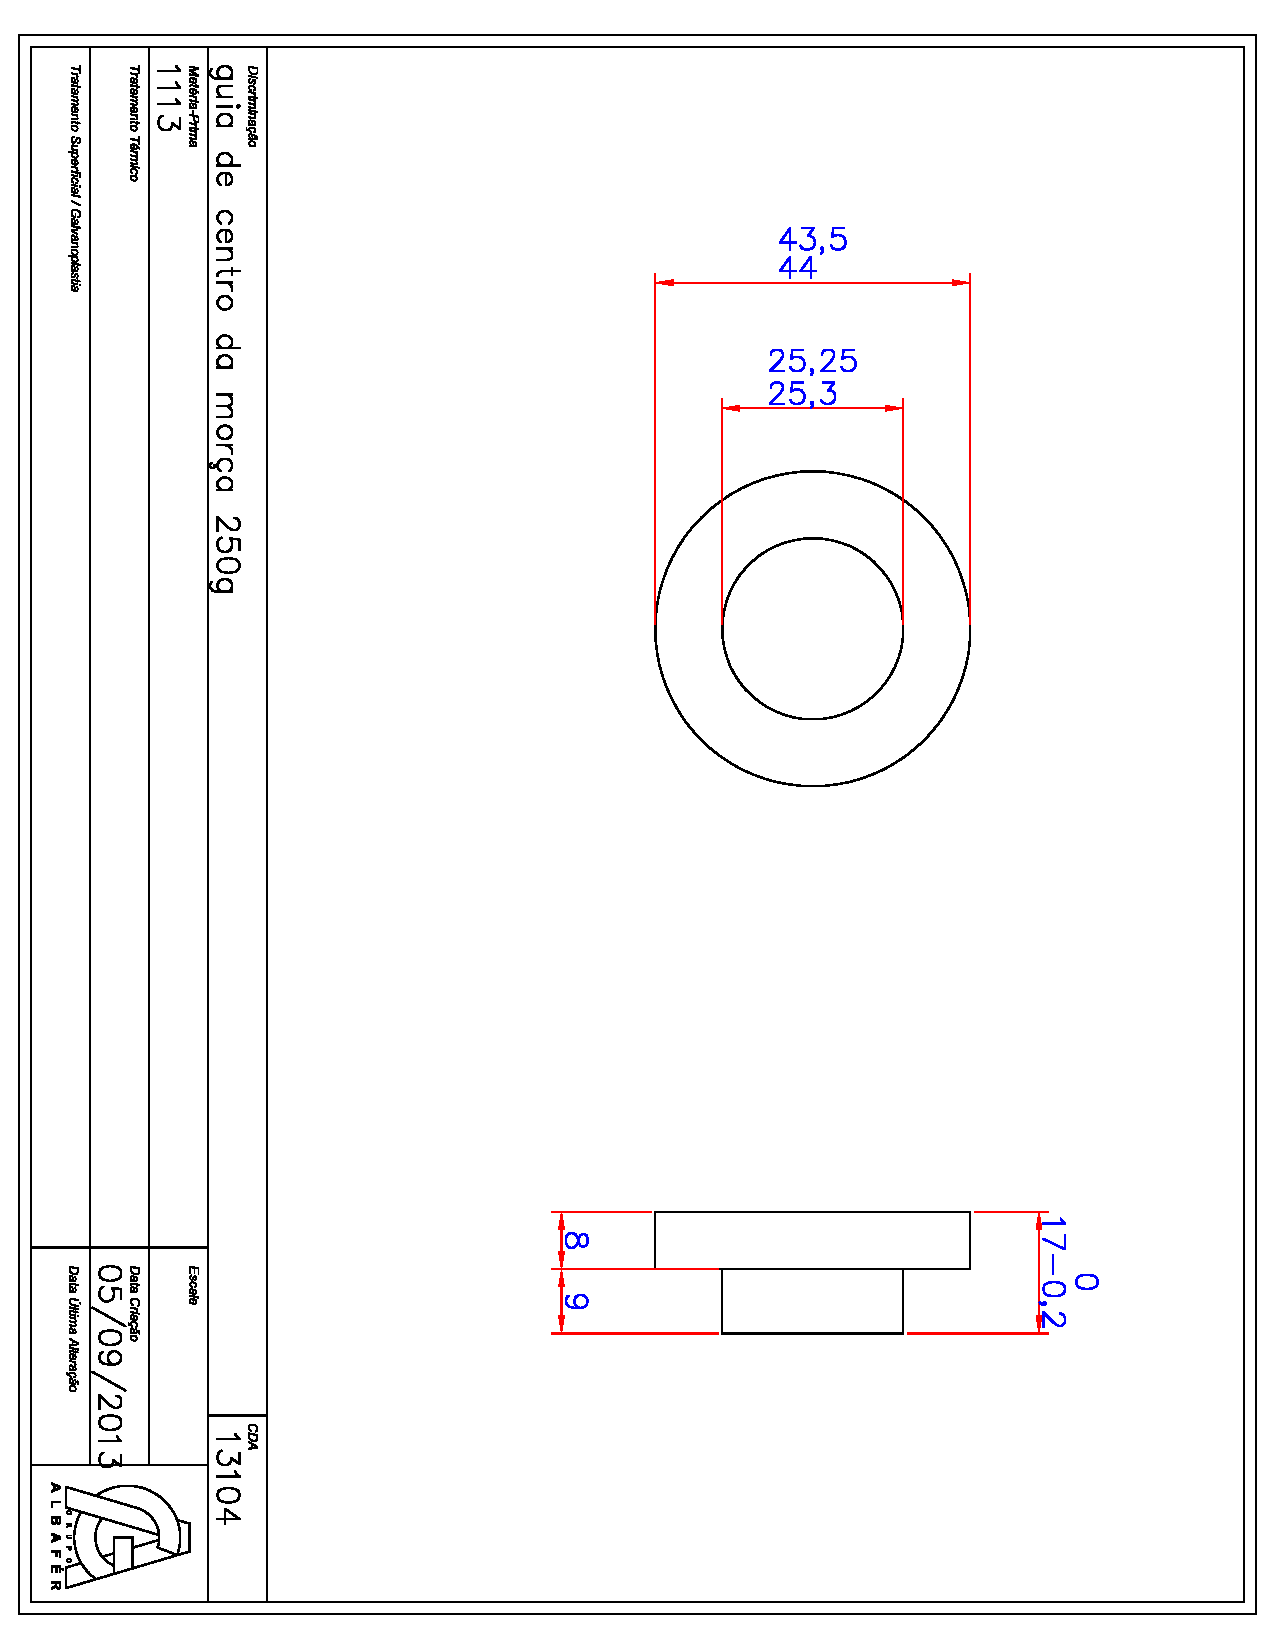 43,5
44
25,25
25,3
8
9
0
17-0,2
Discriminação
guia de centro da morça 250g
CDA
13104
Matéria-Prima
1113
Escala
Tratamento Térmico
Data Criação
05/09/2013
Tratamento Superficial / Galvanoplastia
Data Última Alteração
GRUPO
ALBAFÉR